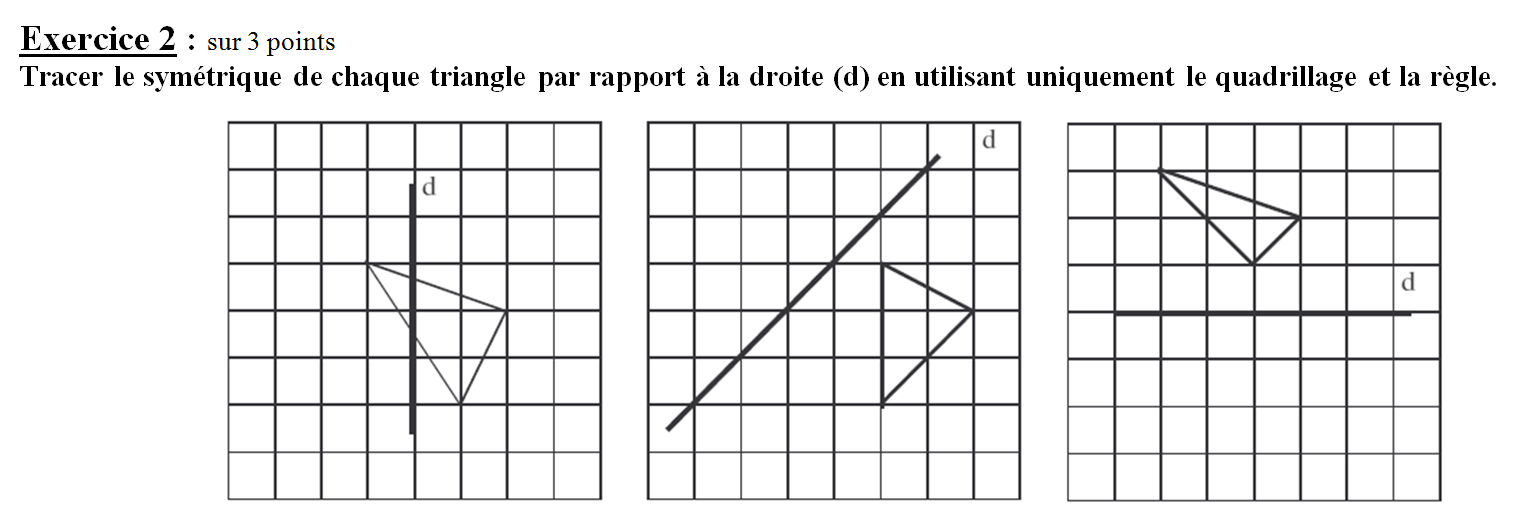 Exercice 2 : sur 3 points
Tracer le symétrique de chaque triangle par rapport à la droite (d) en utilisant uniquement le quadrillage et la règle.
d
d
d